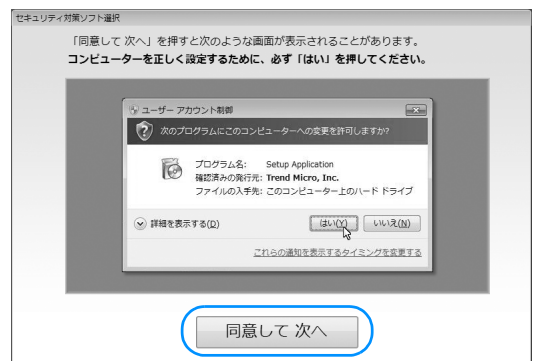 セキュリティ対策ソフト選択
「同意して 次へ」を押すと次のような画面が表示されることがあります。
コンピューターを正しく設定するために、必ず「はい」を押してください。
ユーザー アカウント制御
次のプログラムにこのコンピューターへの変更を許可しますか?
プログラム名: Setup Application
確認済みの発行元: Trend Micro, Inc.
ファイルの入手先: このコンピューター上のハード ドライブ
詳細を表示する(D) はい(Y) いいえ(N)
これらの通知を表示するタイミングを変更する
同意して 次へ